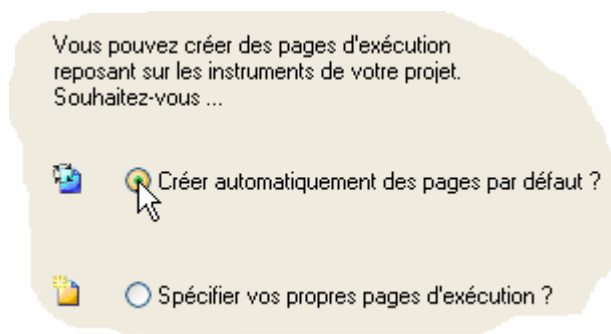 Vous pouvez créer des pages d'exécution
reposant sur les instruments de votre projet.
Souhaitez-vous ...
Créer automatiquement des pages par défaut ?
Spécifier vos propres pages d'exécution ?